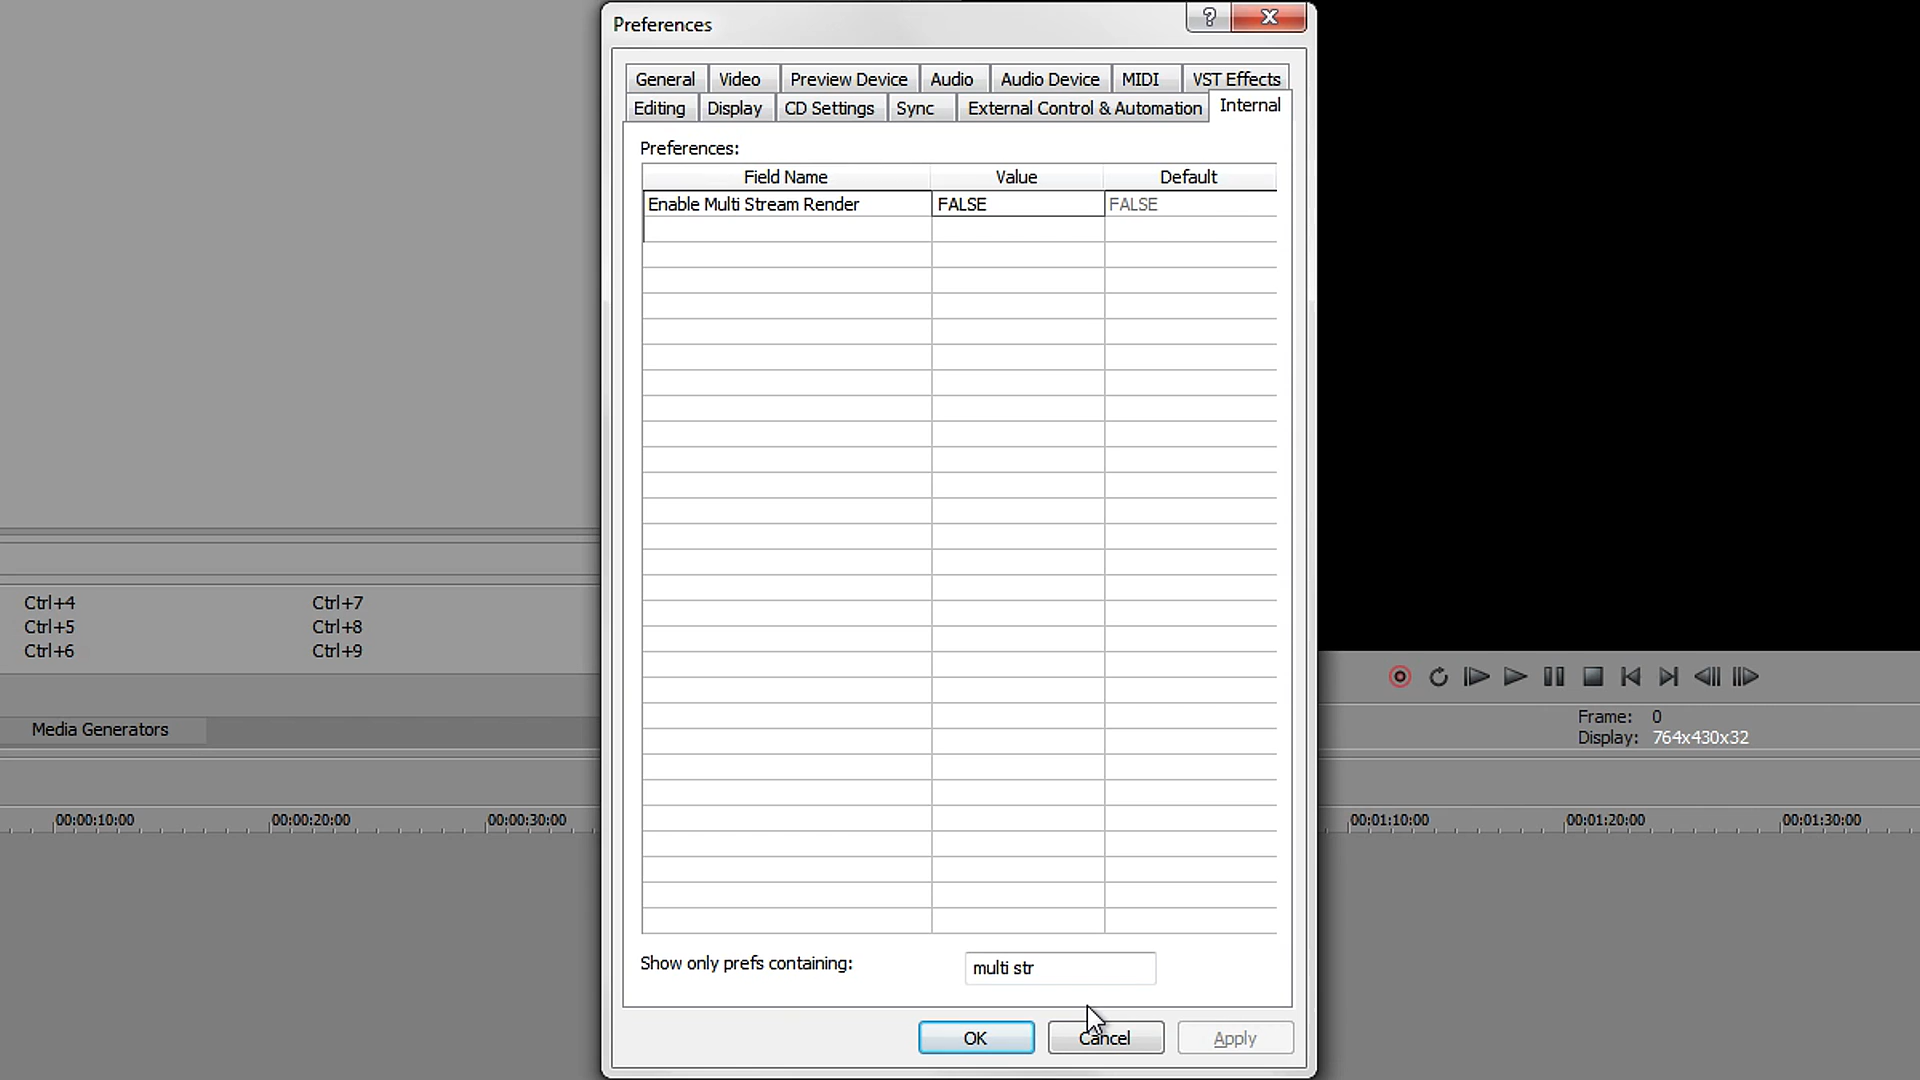 Preferences
?
X
General Video Preview Device Audio Audio Device MIDI VST Effects
Editing Display CD Settings Sync External Control & Automation Internal
Preferences:
Field Name Value Default
Enable Multi Stream Render FALSE FALSE
Show only prefs containing: multi str
OK Cancel Apply
Ctrl+4 Ctrl+7
Ctrl+5 Ctrl+8
Ctrl+6 Ctrl+9
Media Generators
Frame: 0
Display: 764x430x32
00:00:10:00 00:00:20:00 00:00:30:00 00:01:10:00 00:01:20:00 00:01:30:00